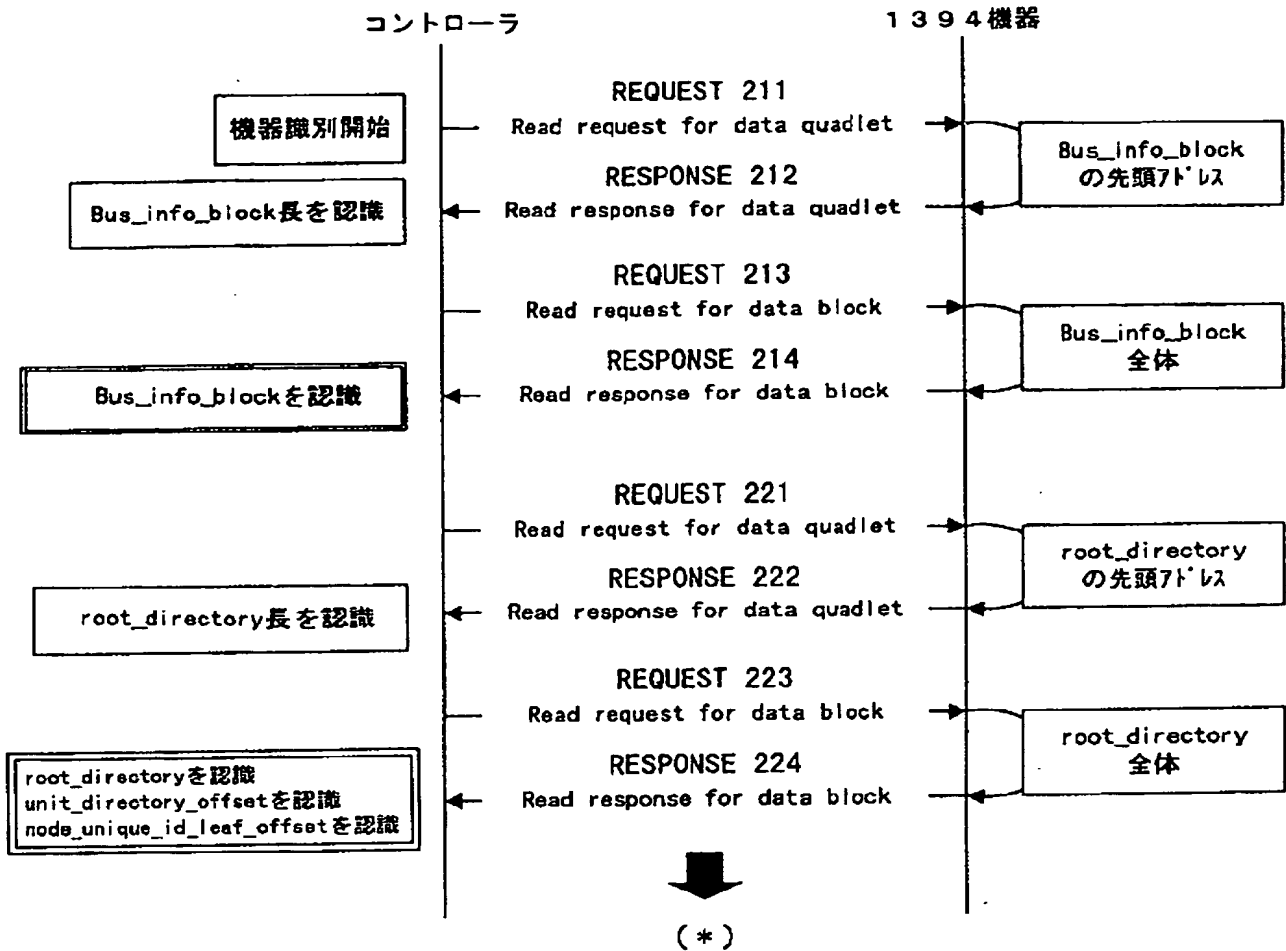 コントローラ
１３９４機器
機器識別開始
REQUEST 211
Read request for data quadlet
Bus_info_block
の先頭ｱﾄﾞﾚｽ
RESPONSE 212
Read response for data quadlet
Bus_info_block長を認識
REQUEST 213
Read request for data block
Bus_info_block
全体
RESPONSE 214
Read response for data block
Bus_info_blockを認識
REQUEST 221
Read request for data quadlet
root_directory
の先頭ｱﾄﾞﾚｽ
RESPONSE 222
Read response for data quadlet
root_directory長を認識
REQUEST 223
Read request for data block
root_directory
全体
RESPONSE 224
Read response for data block
root_directoryを認識
unit_directory_offsetを認識
node_unique_id_leaf_offsetを認識
(*)